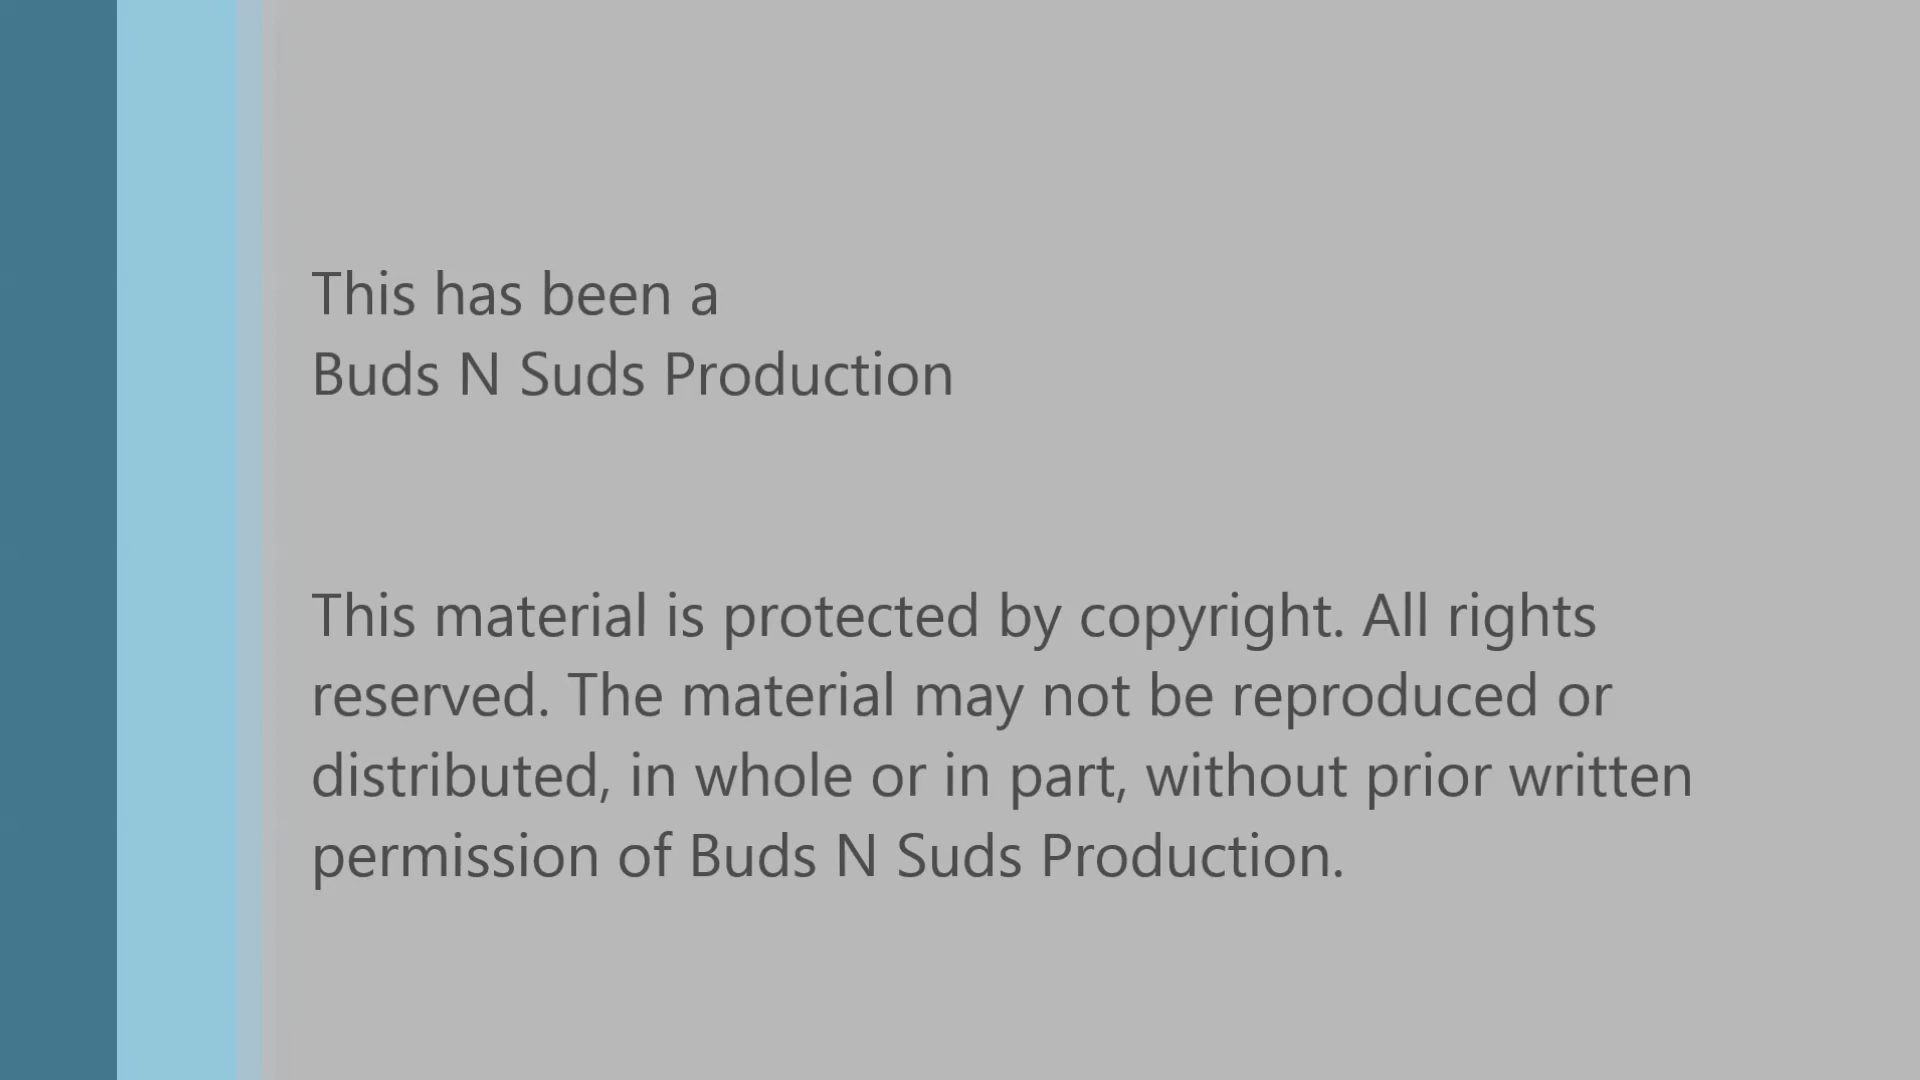 This has been a
Buds N Suds Production
This material is protected by copyright. All rights
reserved. The material may not be reproduced or
distributed, in whole or in part, without prior written
permission of Buds N Suds Production.